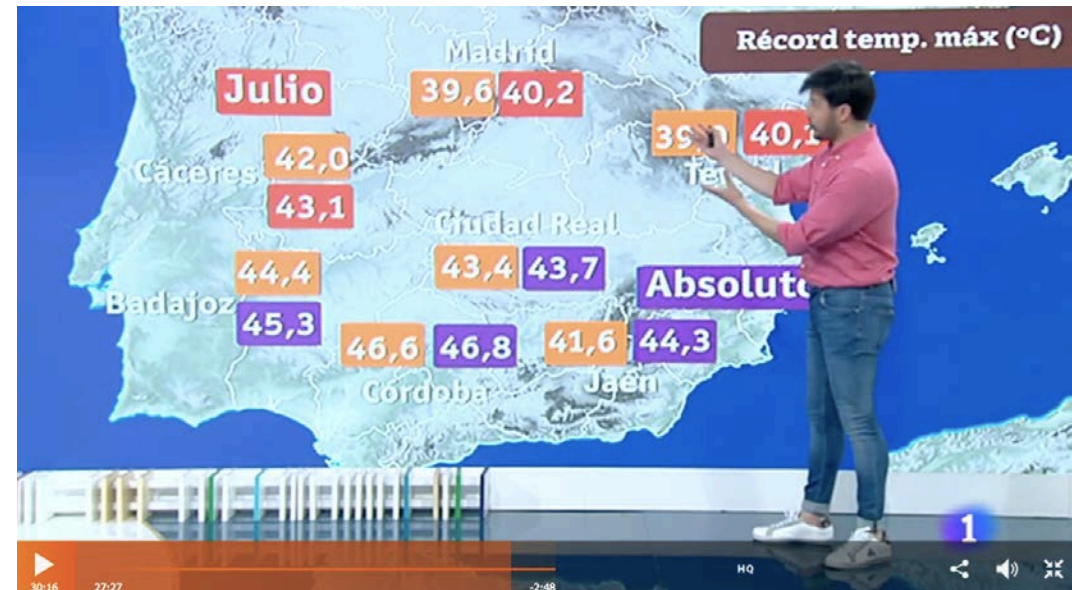 Récord temp. máx (ºC)
Madrid
Julio
39,6 40,2
42,0
Cáceres
43,1
40,1
Ciudad Real
44,4
43,4 43,7
Badajoz
45,3
46,6 46,8
41,6 44,3
Córdoba
Jaén
1
HQ
30:16 27:27 -2:48